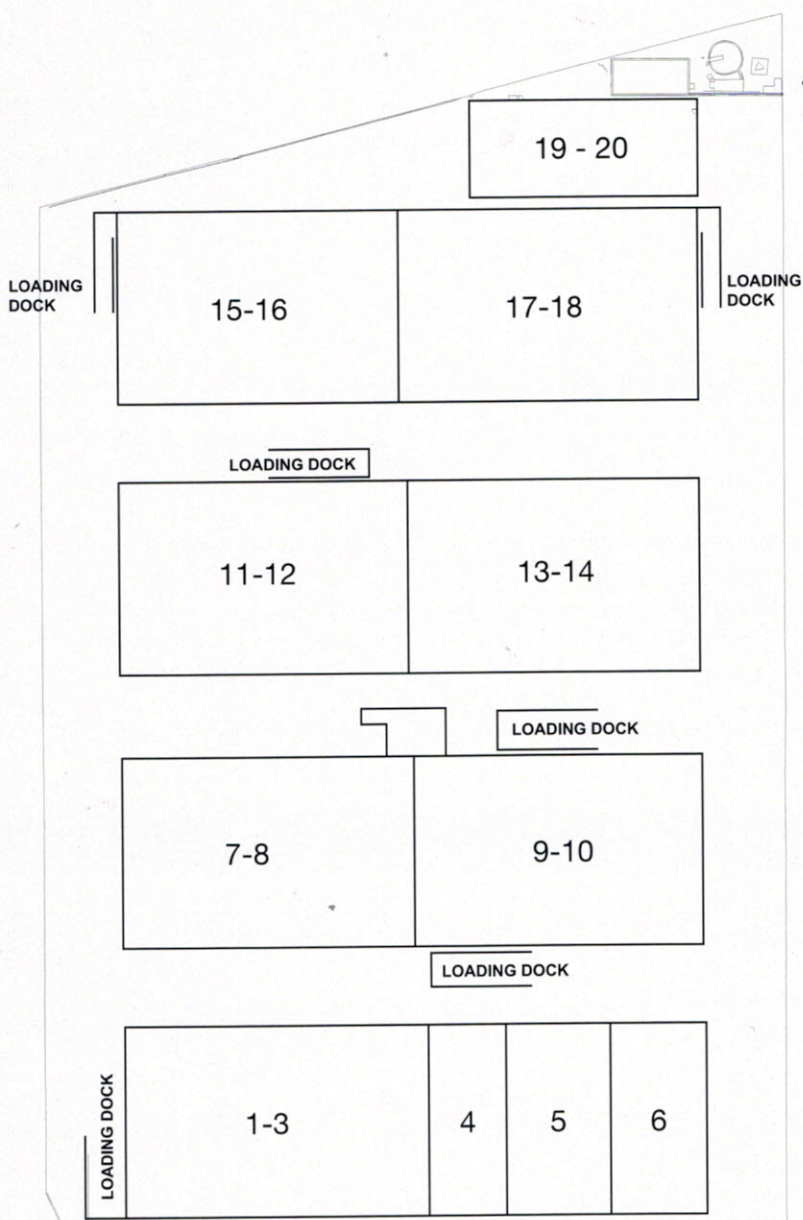 19 - 20
LOADING
DOCK
15-16
17-18
LOADING
DOCK
LOADING DOCK
11-12
13-14
LOADING DOCK
7-8
9-10
LOADING DOCK
LOADING DOCK
1-3
4
5
6